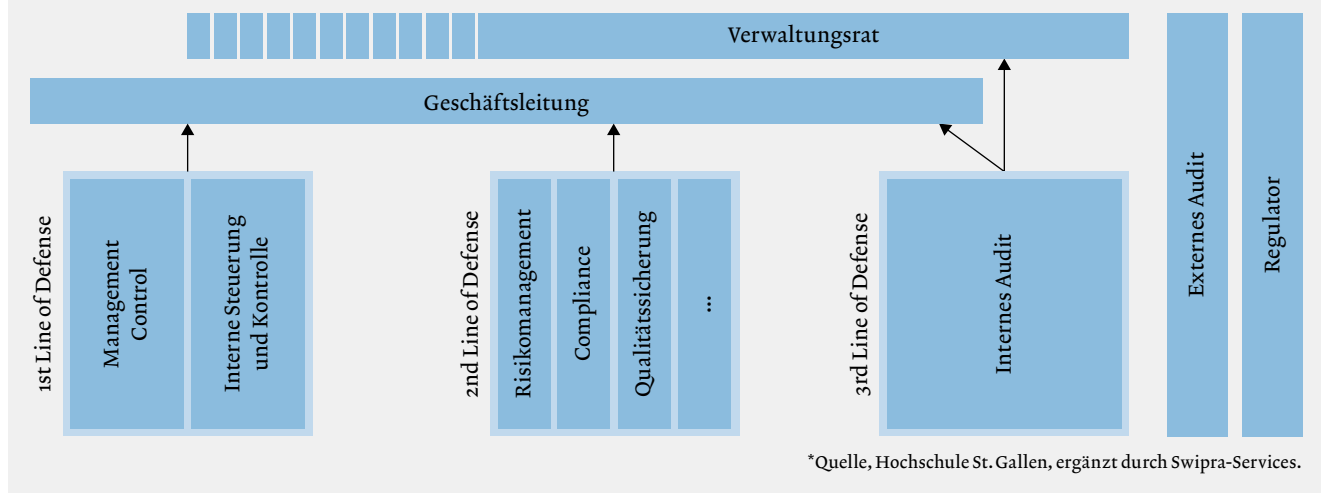 Verwaltungsrat
Geschäftsleitung
1st Line of Defense
Management
Control
Interne Steuerung
und Kontrolle
2nd Line of Defense
Risikomanagement
Compliance
Qualitätssicherung
...
3rd Line of Defense
Internes Audit
Externes Audit
Regulator
*Quelle, Hochschule St. Gallen, ergänzt durch Swipra-Services.